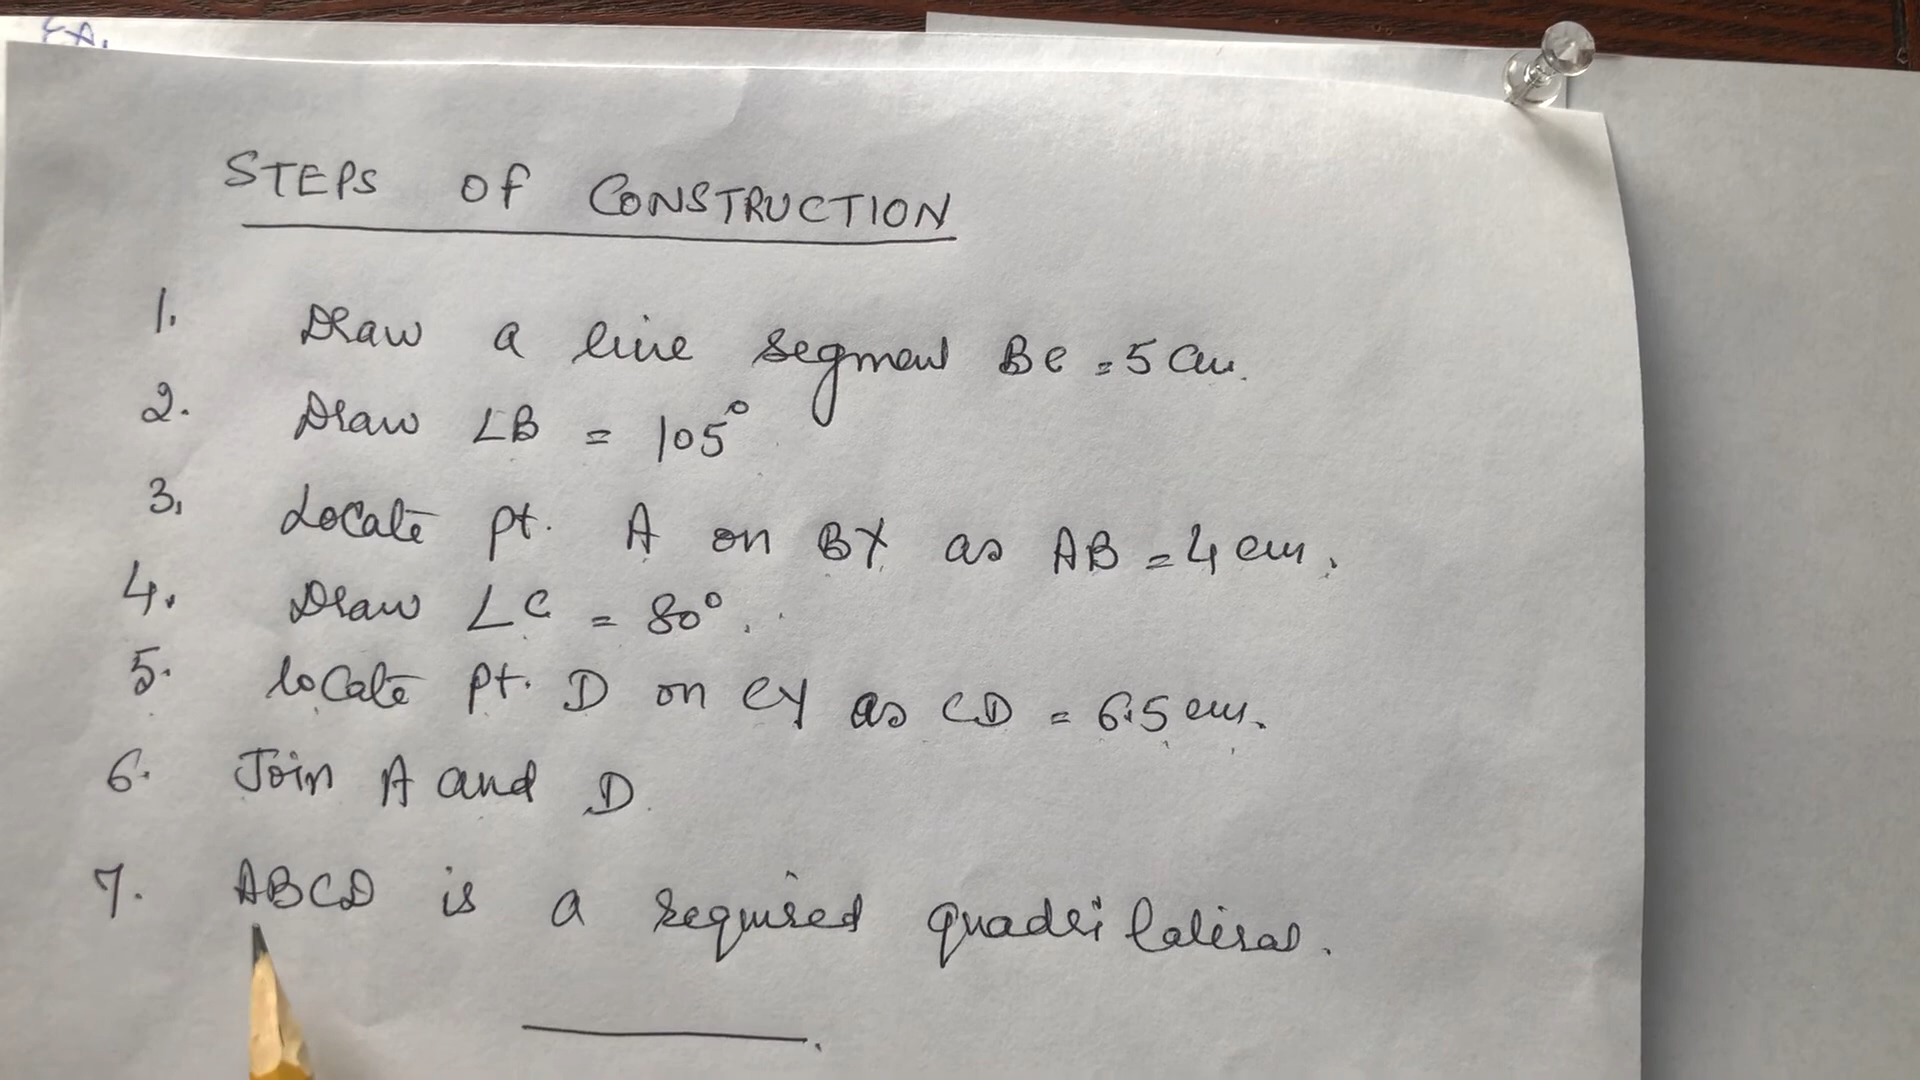 Ex.
STEPS OF CONSTRUCTION
1. Draw a line segment BC = 5 cm.
2. Draw ∠B = 105°
3. Locate pt. A on BX as AB = 4 cm.
4. Draw ∠C = 80°.
5. locate pt. D on CY as CD = 6.5 cm.
6. Join A and D.
7. ABCD is a required quadrilateral.